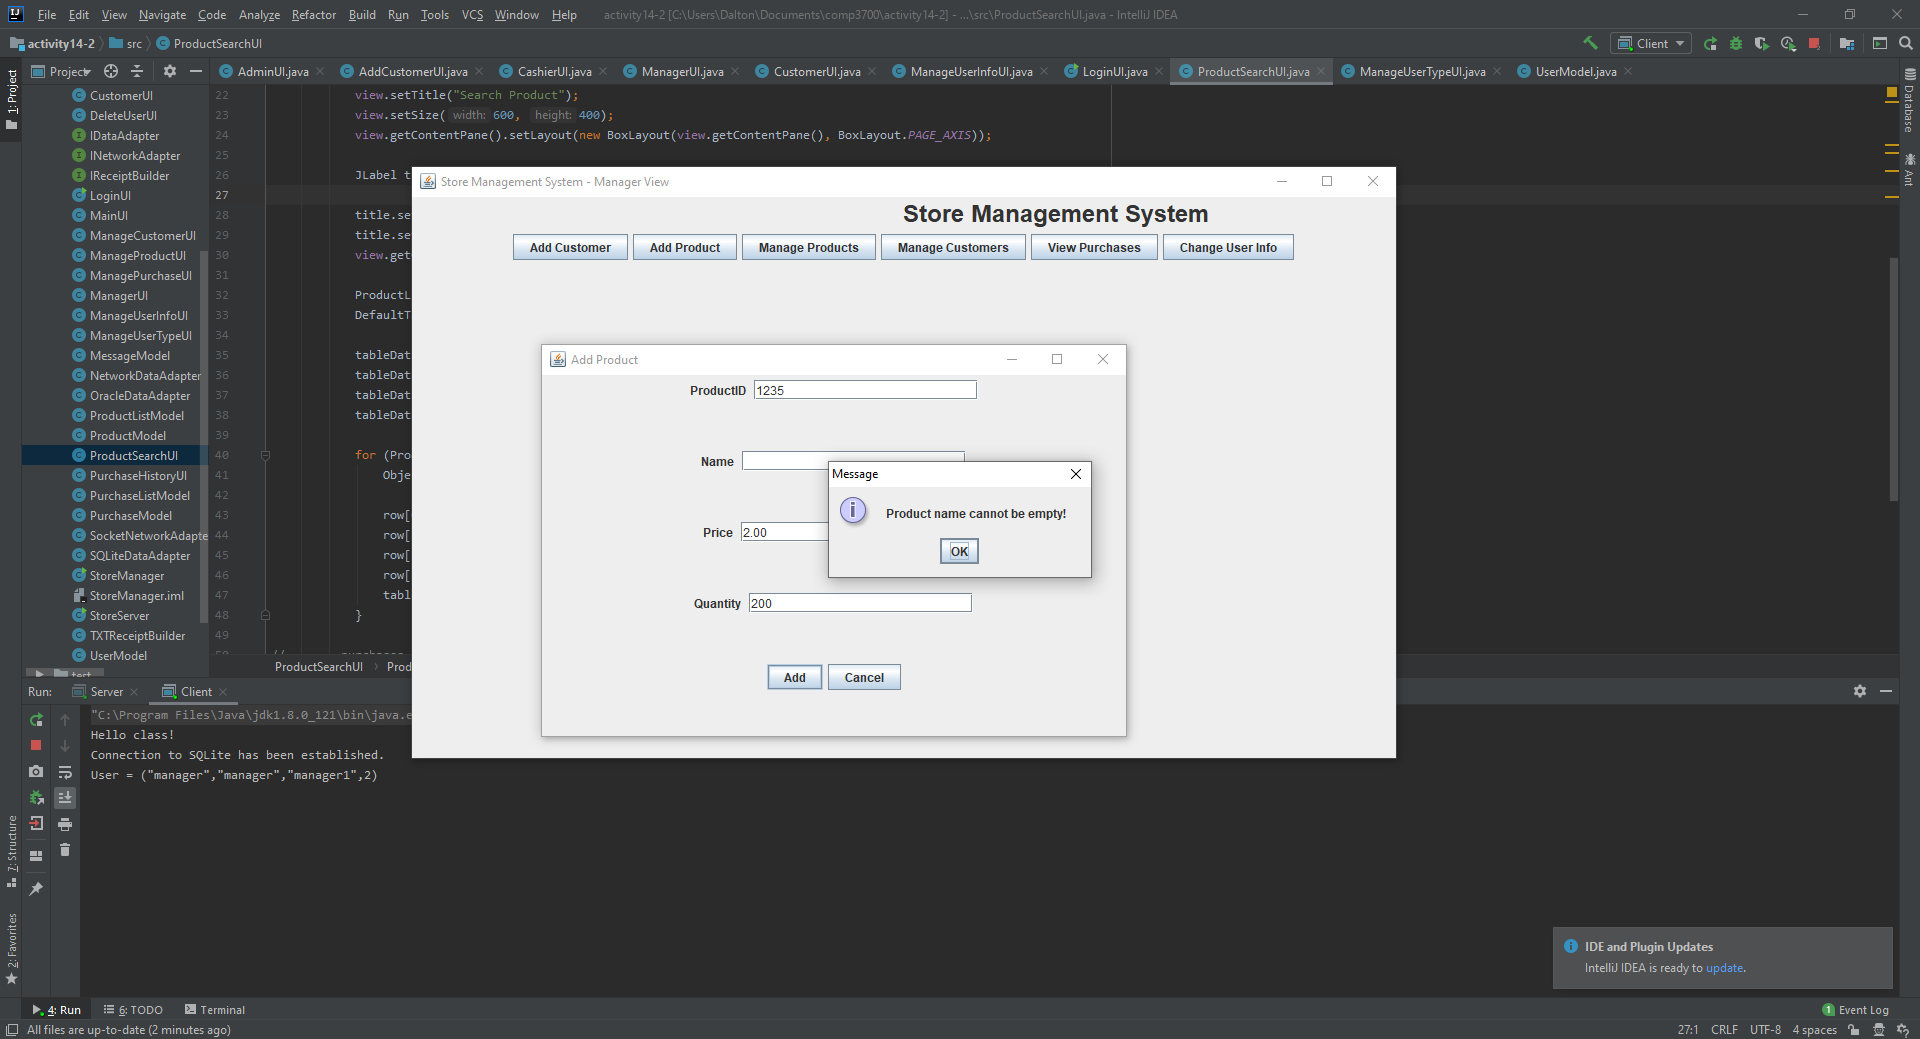 File Edit View Navigate Code Analyze Refactor Build Run Tools VCS Window Help activity14-2 [C:\Users\Dalton\Documents\comp3700\activity14-2] - ...\src\ProductSearchUI.java - IntelliJ IDEA
activity14-2 src ProductSearchUI
Client
1: Project
Project
AdminUI.java AddCustomerUI.java CashierUI.java ManagerUI.java CustomerUI.java ManageUserInfoUI.java LoginUI.java ProductSearchUI.java ManageUserTypeUI.java UserModel.java
CustomerUI
DeleteUserUI
IDataAdapter
INetworkAdapter
IReceiptBuilder
LoginUI
MainUI
ManageCustomerUI
ManageProductUI
ManagePurchaseUI
ManagerUI
ManageUserInfoUI
ManageUserTypeUI
MessageModel
NetworkDataAdapter
OracleDataAdapter
ProductListModel
ProductModel
ProductSearchUI
PurchaseHistoryUI
PurchaseListModel
PurchaseModel
SocketNetworkAdapte
SQLiteDataAdapter
StoreManager
StoreManager.iml
StoreServer
TXTReceiptBuilder
UserModel
test
22 view.setTitle("Search Product");
23 view.setSize( width: 600, height: 400);
24 view.getContentPane().setLayout(new BoxLayout(view.getContentPane(), BoxLayout.PAGE_AXIS));
25
26 JLabel t
27
28 title.se
29 title.se
30 view.get
31
32 ProductL
33 DefaultT
34
35 tableDat
36 tableDat
37 tableDat
38 tableDat
39
40 for (Pro
41 Obje
42
43 row[
44 row[
45 row[
46 row[
47 tabl
48 }
49
ProductSearchUI Prod
Database
Ant
Store Management System - Manager View
Store Management System
Add Customer Add Product Manage Products Manage Customers View Purchases Change User Info
Add Product
ProductID 1235
Name
Price 2.00
Quantity 200
Add Cancel
Message
Product name cannot be empty!
OK
Run: Server Client
"C:\Program Files\Java\jdk1.8.0_121\bin\java.e
Hello class!
Connection to SQLite has been established.
User = ("manager","manager","manager1",2)
7: Structure
2: Favorites
IDE and Plugin Updates
IntelliJ IDEA is ready to update.
4: Run 6: TODO Terminal
1 Event Log
All files are up-to-date (2 minutes ago)
27:1 CRLF UTF-8 4 spaces